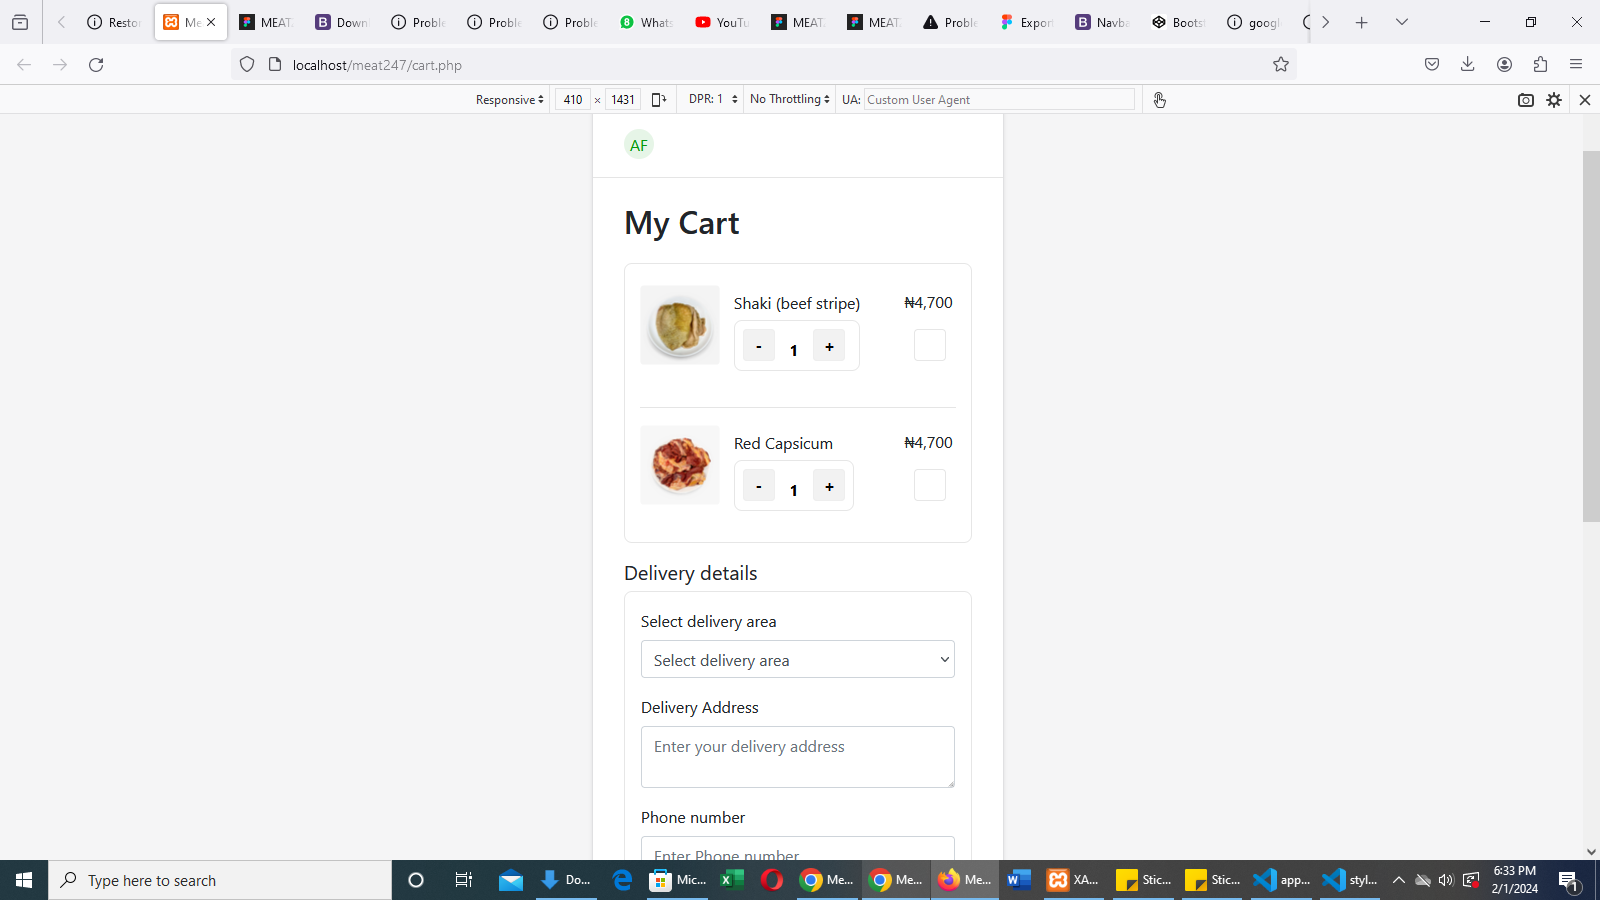 Resto
Me
MEAT
Down
Proble
Proble
Proble
Whats
YouTu
MEAT
MEAT
Proble
Export
Navba
Bootst
googl
localhost/meat247/cart.php
Responsive
410 × 1431
DPR: 1
No Throttling
UA: Custom User Agent
AF
My Cart
Shaki (beef stripe)
₦4,700
- 1 +
Red Capsicum
₦4,700
- 1 +
Delivery details
Select delivery area
Select delivery area
Delivery Address
Enter your delivery address
Phone number
Enter Phone number
Type here to search
Do...
Mic...
Me...
Me...
Me...
XA...
Stic...
Stic...
app...
styl...
6:33 PM
2/1/2024
1